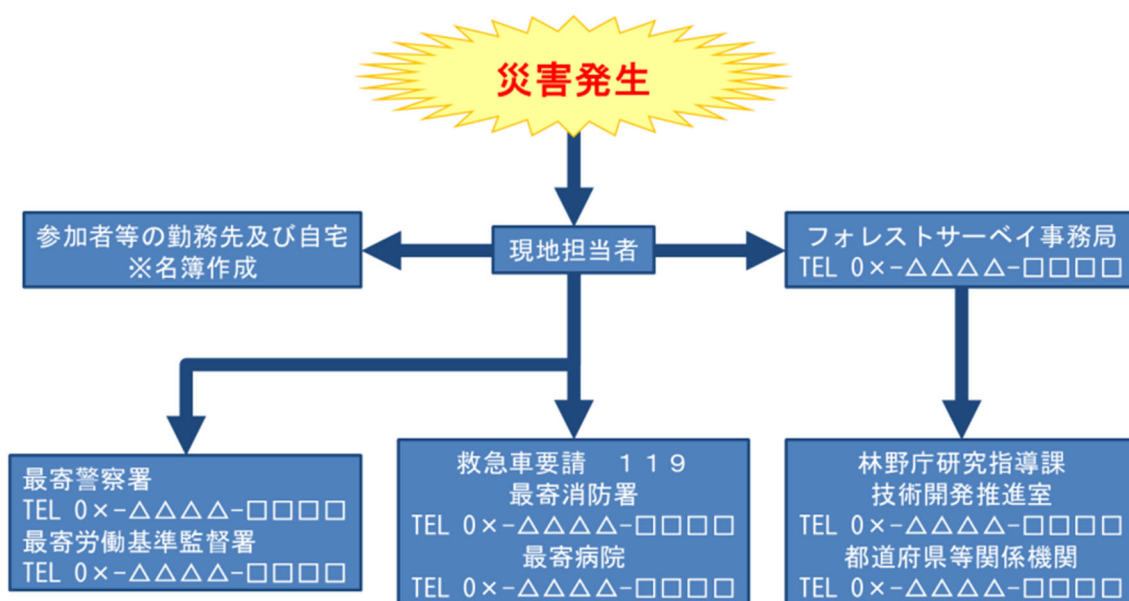 災害発生
参加者等の勤務先及び自宅
※名簿作成
現地担当者
フォレストサーベイ事務局
TEL 0×-△△△△-□□□□
最寄警察署
TEL 0×-△△△△-□□□□
最寄労働基準監督署
TEL 0×-△△△△-□□□□
救急車要請　１１９
最寄消防署
TEL 0×-△△△△-□□□□
最寄病院
TEL 0×-△△△△-□□□□
林野庁研究指導課
技術開発推進室
TEL 0×-△△△△-□□□□
都道府県等関係機関
TEL 0×-△△△△-□□□□